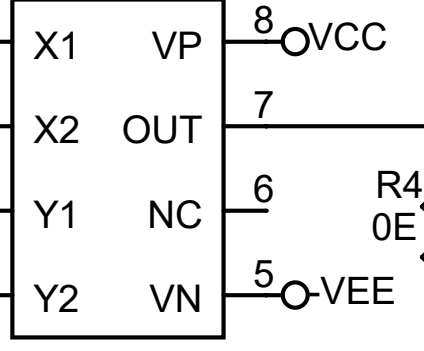 X1 VP 8 VCC
X2 OUT 7
Y1 NC 6 R4
0E
Y2 VN 5 -VEE